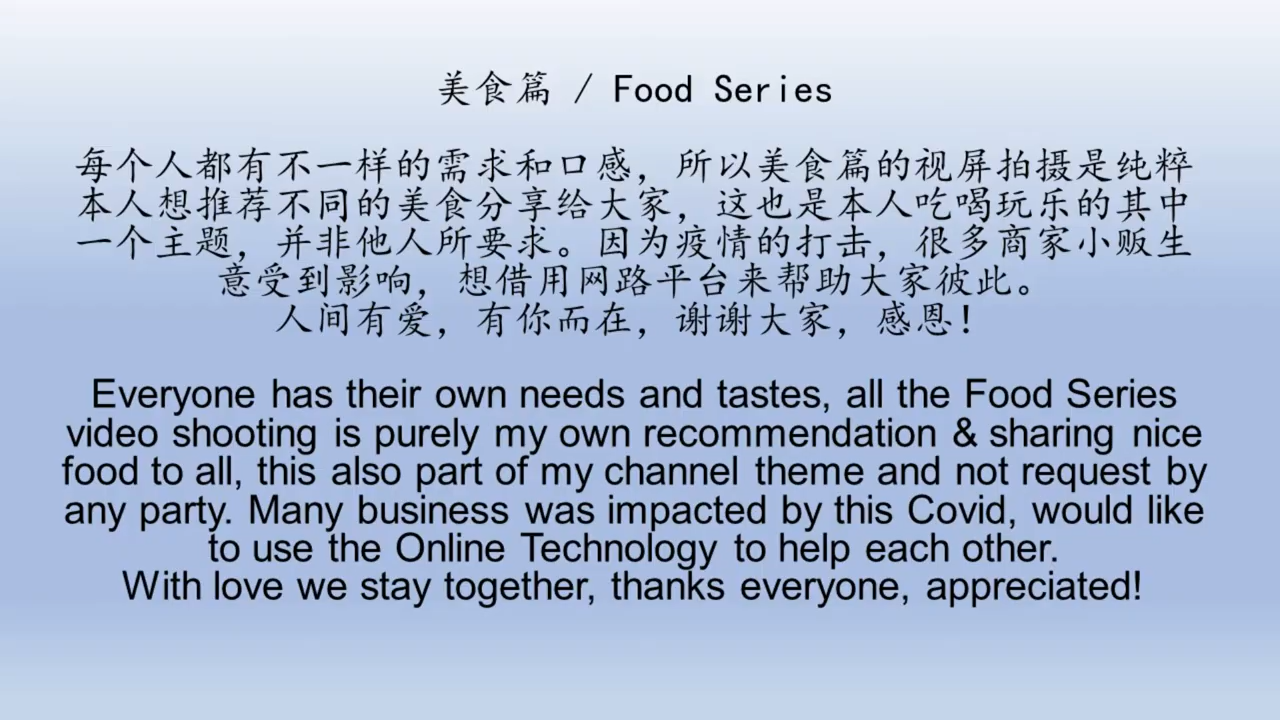 美食篇 / Food Series
每个人都有不一样的需求和口感，所以美食篇的视屏拍摄是纯粹
本人想推荐不同的美食分享给大家，这也是本人吃喝玩乐的其中
一个主题，并非他人所要求。因为疫情的打击，很多商家小贩生
意受到影响，想借用网路平台来帮助大家彼此。
人间有爱，有你而在，谢谢大家，感恩！
Everyone has their own needs and tastes, all the Food Series
video shooting is purely my own recommendation & sharing nice
food to all, this also part of my channel theme and not request by
any party. Many business was impacted by this Covid, would like
to use the Online Technology to help each other.
With love we stay together, thanks everyone, appreciated!